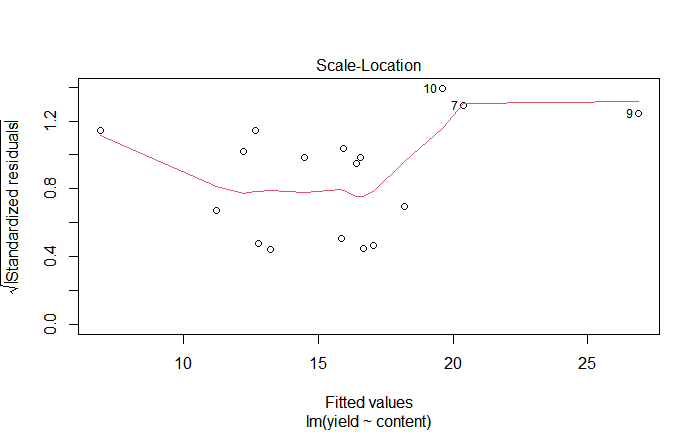 Scale-Location
√|Standardized residuals|
1.2
0.8
0.4
0.0
10
7
9
10
15
20
25
Fitted values
lm(yield ~ content)